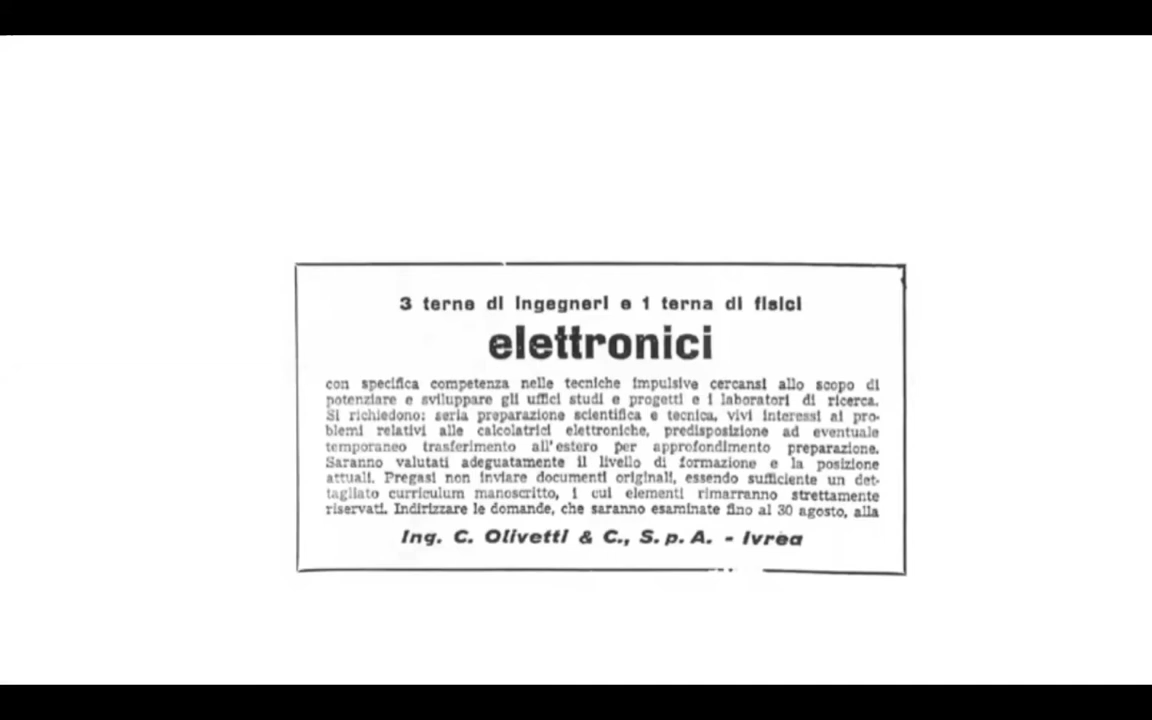 3 terne di ingegneri e 1 terna di fisici
elettronici
con specifica competenza nelle tecniche impulsive cercansi allo scopo di
potenziare e sviluppare gli uffici studi e progetti e i laboratori di ricerca.
Si richiedono: seria preparazione scientifica e tecnica, vivi interessi ai pro-
blemi relativi alle calcolatrici elettroniche, predisposizione ad eventuale
temporaneo trasferimento all'estero per approfondimento preparazione.
Saranno valutati adeguatamente il livello di formazione e la posizione
attuali. Pregasi non inviare documenti originali, essendo sufficiente un det-
tagliato curriculum manoscritto, i cui elementi rimarranno strettamente
riservati. Indirizzare le domande, che saranno esaminate fino al 30 agosto, alla
Ing. C. Olivetti & C., S. p. A. - Ivrea